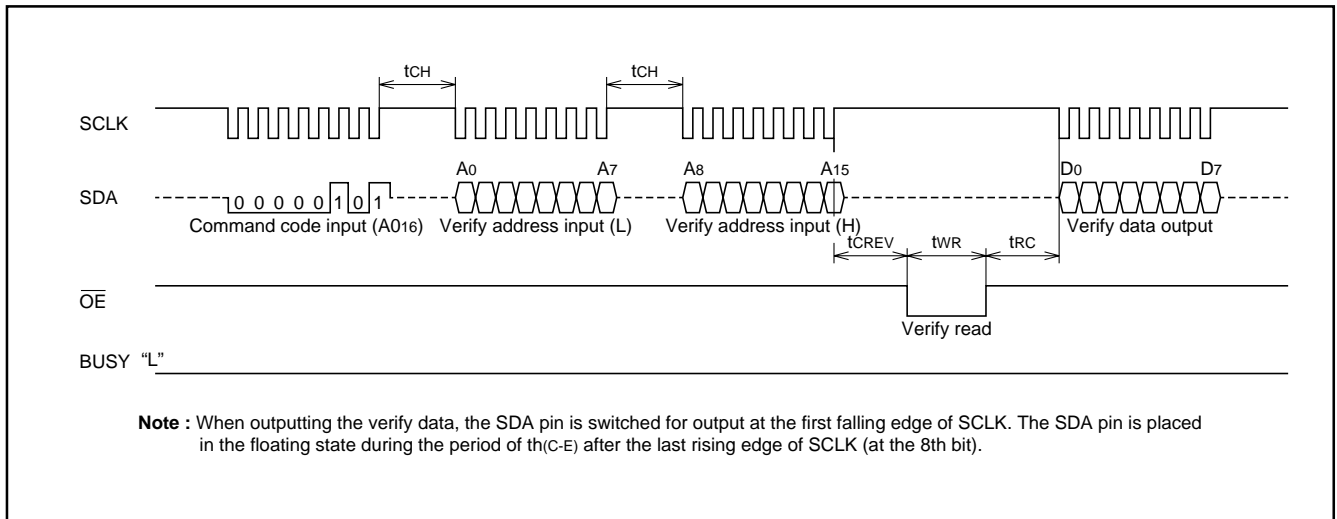 tCH tCH
SCLK
A0 A7 A8 A15 D0 D7
SDA 0 0 0 0 0 1 0 1
Command code input (A016) Verify address input (L) Verify address input (H) Verify data output
tCREV tWR tRC
OE
Verify read
BUSY “L”
Note : When outputting the verify data, the SDA pin is switched for output at the first falling edge of SCLK. The SDA pin is placed
in the floating state during the period of th(C-E) after the last rising edge of SCLK (at the 8th bit).